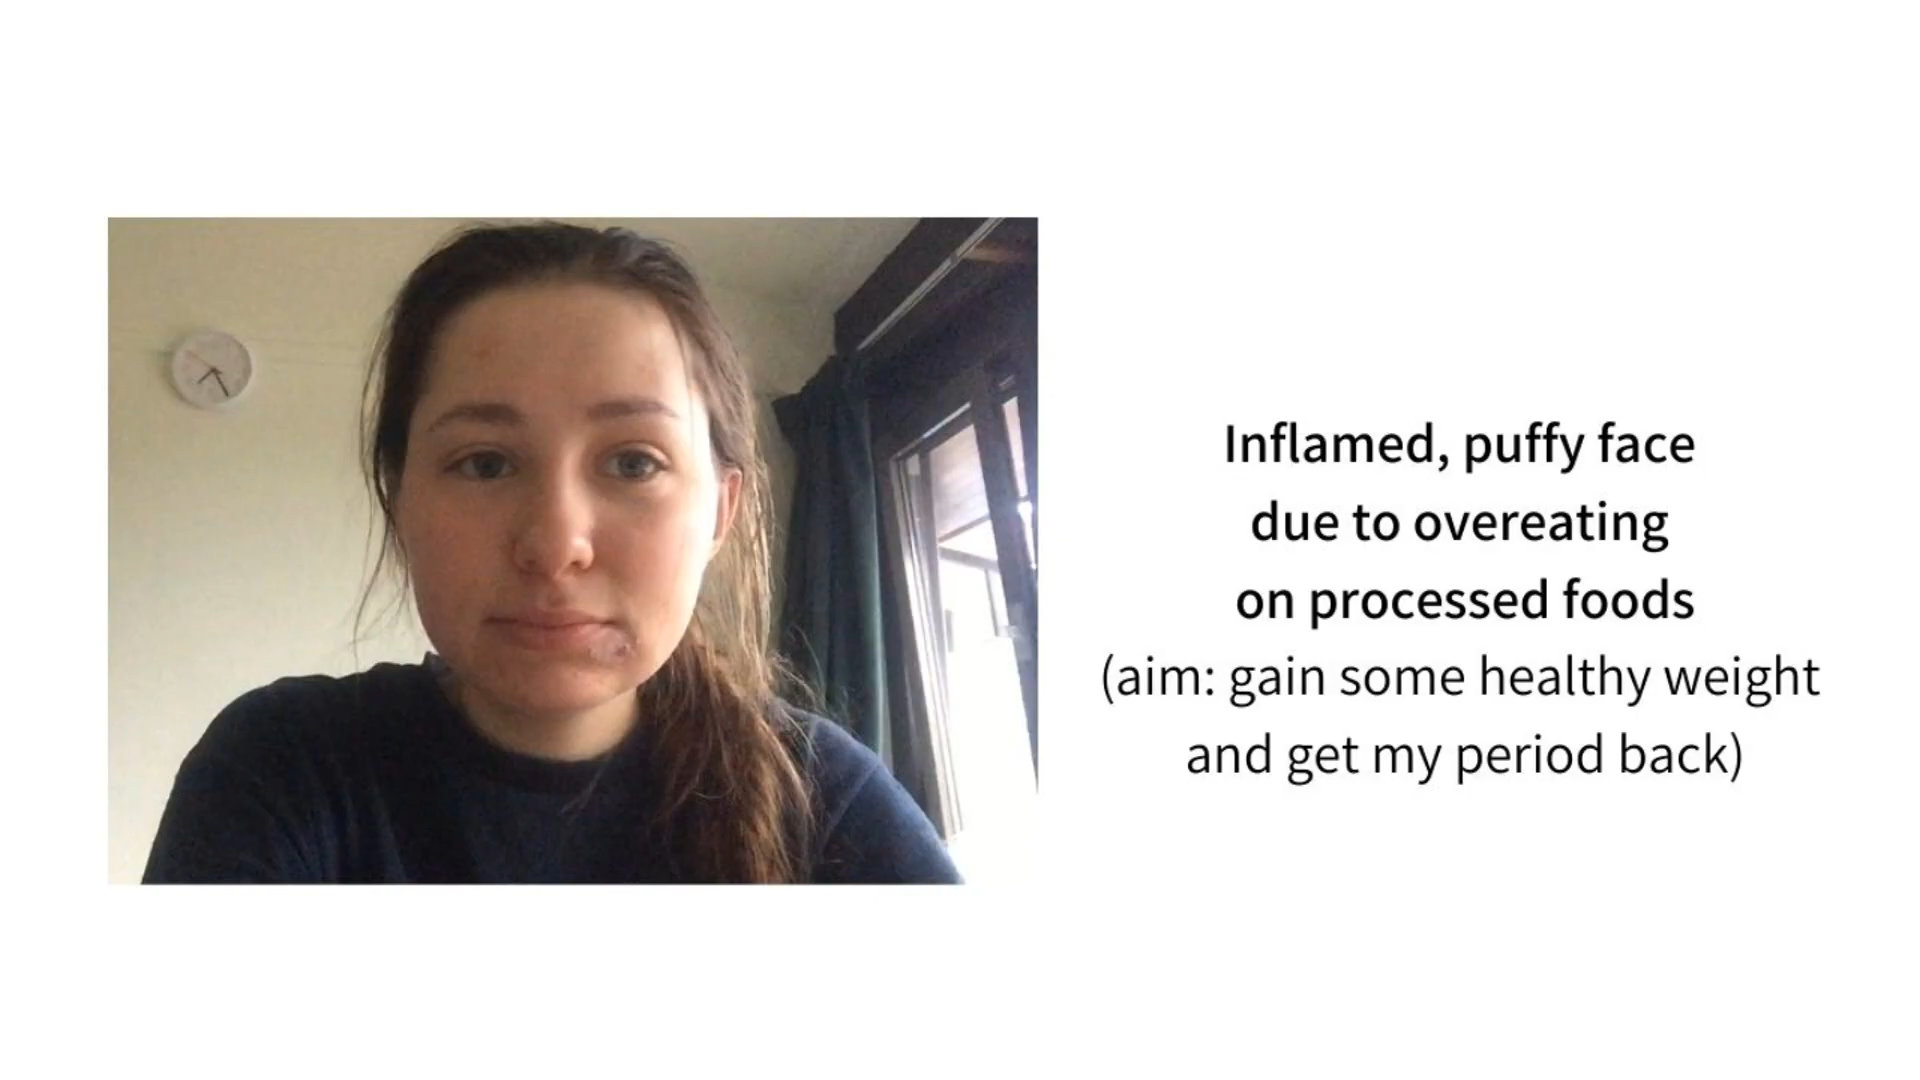 Inflamed, puffy face
due to overeating
on processed foods
(aim: gain some healthy weight
and get my period back)